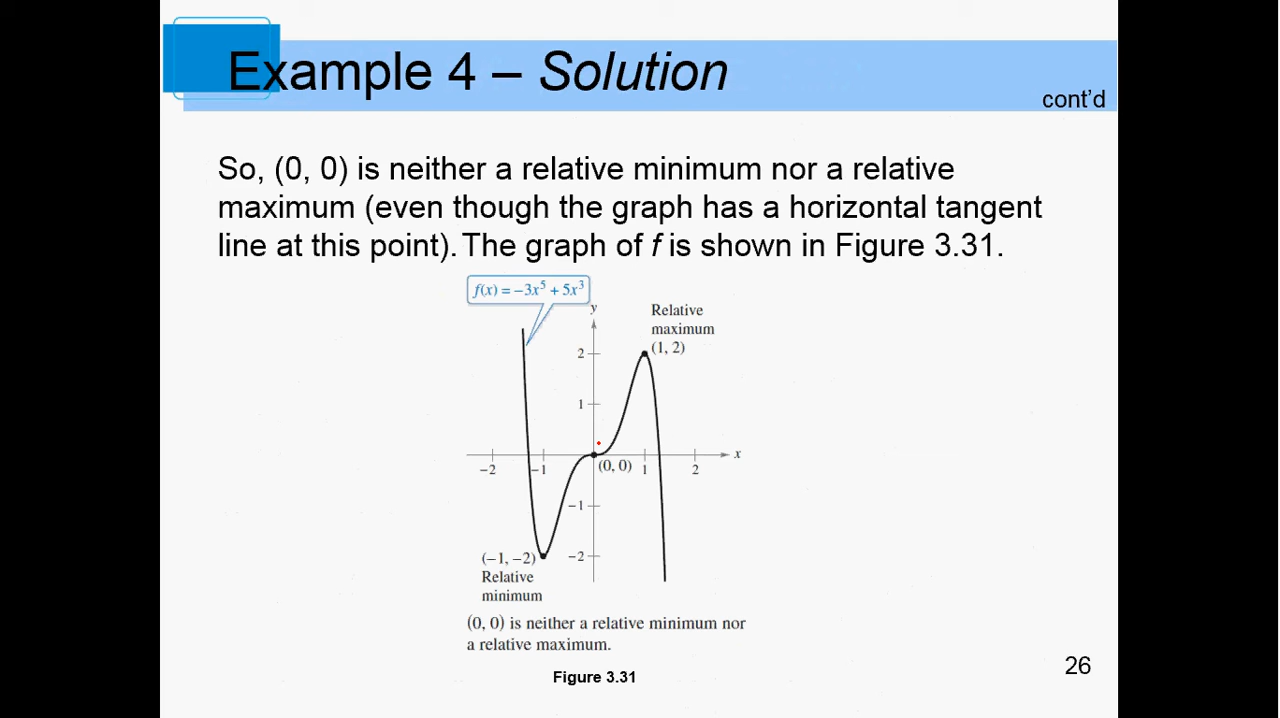 Example 4 – Solution
cont'd
So, (0, 0) is neither a relative minimum nor a relative
maximum (even though the graph has a horizontal tangent
line at this point). The graph of f is shown in Figure 3.31.
f(x) = −3x⁵ + 5x³
y
Relative
maximum
(1, 2)
2
1
x
−2
−1
(0, 0)
1
2
−1
−2
(−1, −2)
Relative
minimum
(0, 0) is neither a relative minimum nor
a relative maximum.
Figure 3.31
26